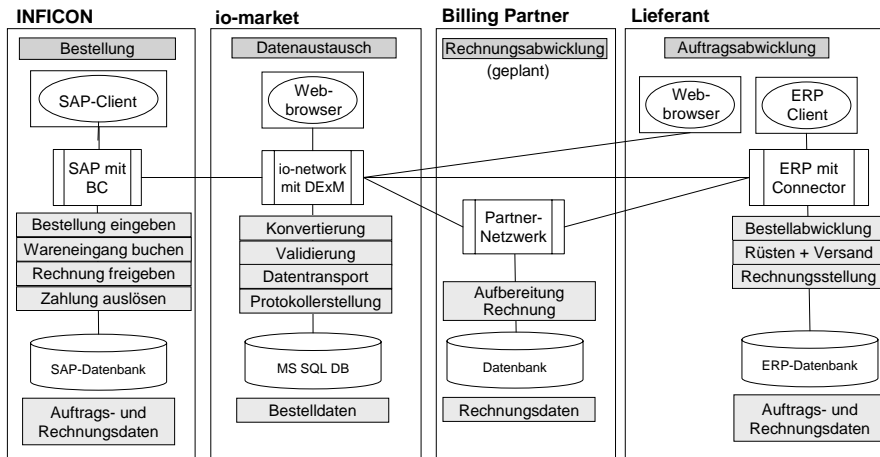 INFICON
Bestellung
SAP-Client
SAP mit
BC
Bestellung eingeben
Wareneingang buchen
Rechnung freigeben
Zahlung auslösen
SAP-Datenbank
Auftrags- und
Rechnungsdaten
io-market
Datenaustausch
Web-
browser
io-network
mit DExM
Konvertierung
Validierung
Datentransport
Protokollerstellung
MS SQL DB
Bestelldaten
Billing Partner
Rechnungsabwicklung
(geplant)
Partner-
Netzwerk
Aufbereitung
Rechnung
Datenbank
Rechnungsdaten
Lieferant
Auftragsabwicklung
Web-
browser
ERP
Client
ERP mit
Connector
Bestellabwicklung
Rüsten + Versand
Rechnungsstellung
ERP-Datenbank
Auftrags- und
Rechnungsdaten